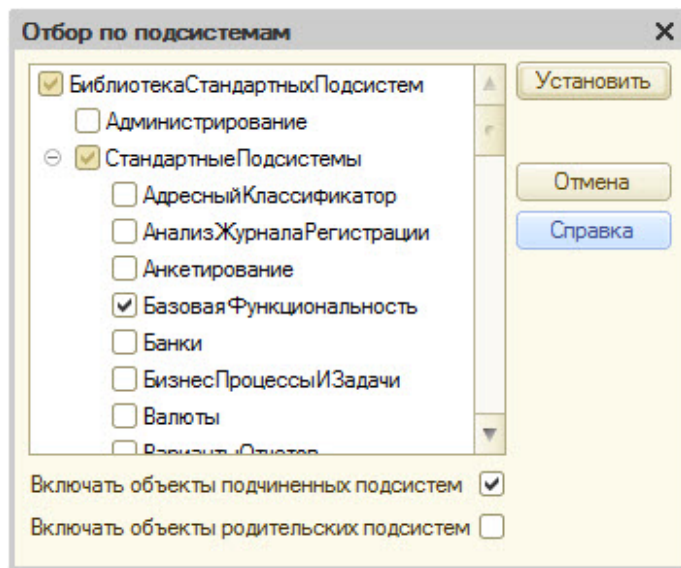 Отбор по подсистемам
БиблиотекаСтандартныхПодсистем
Администрирование
СтандартныеПодсистемы
АдресныйКлассификатор
АнализЖурналаРегистрации
Анкетирование
БазоваяФункциональность
Банки
БизнесПроцессыИЗадачи
Валюты
ВариантыОтчетов
Установить
Отмена
Справка
Включать объекты подчиненных подсистем
Включать объекты родительских подсистем